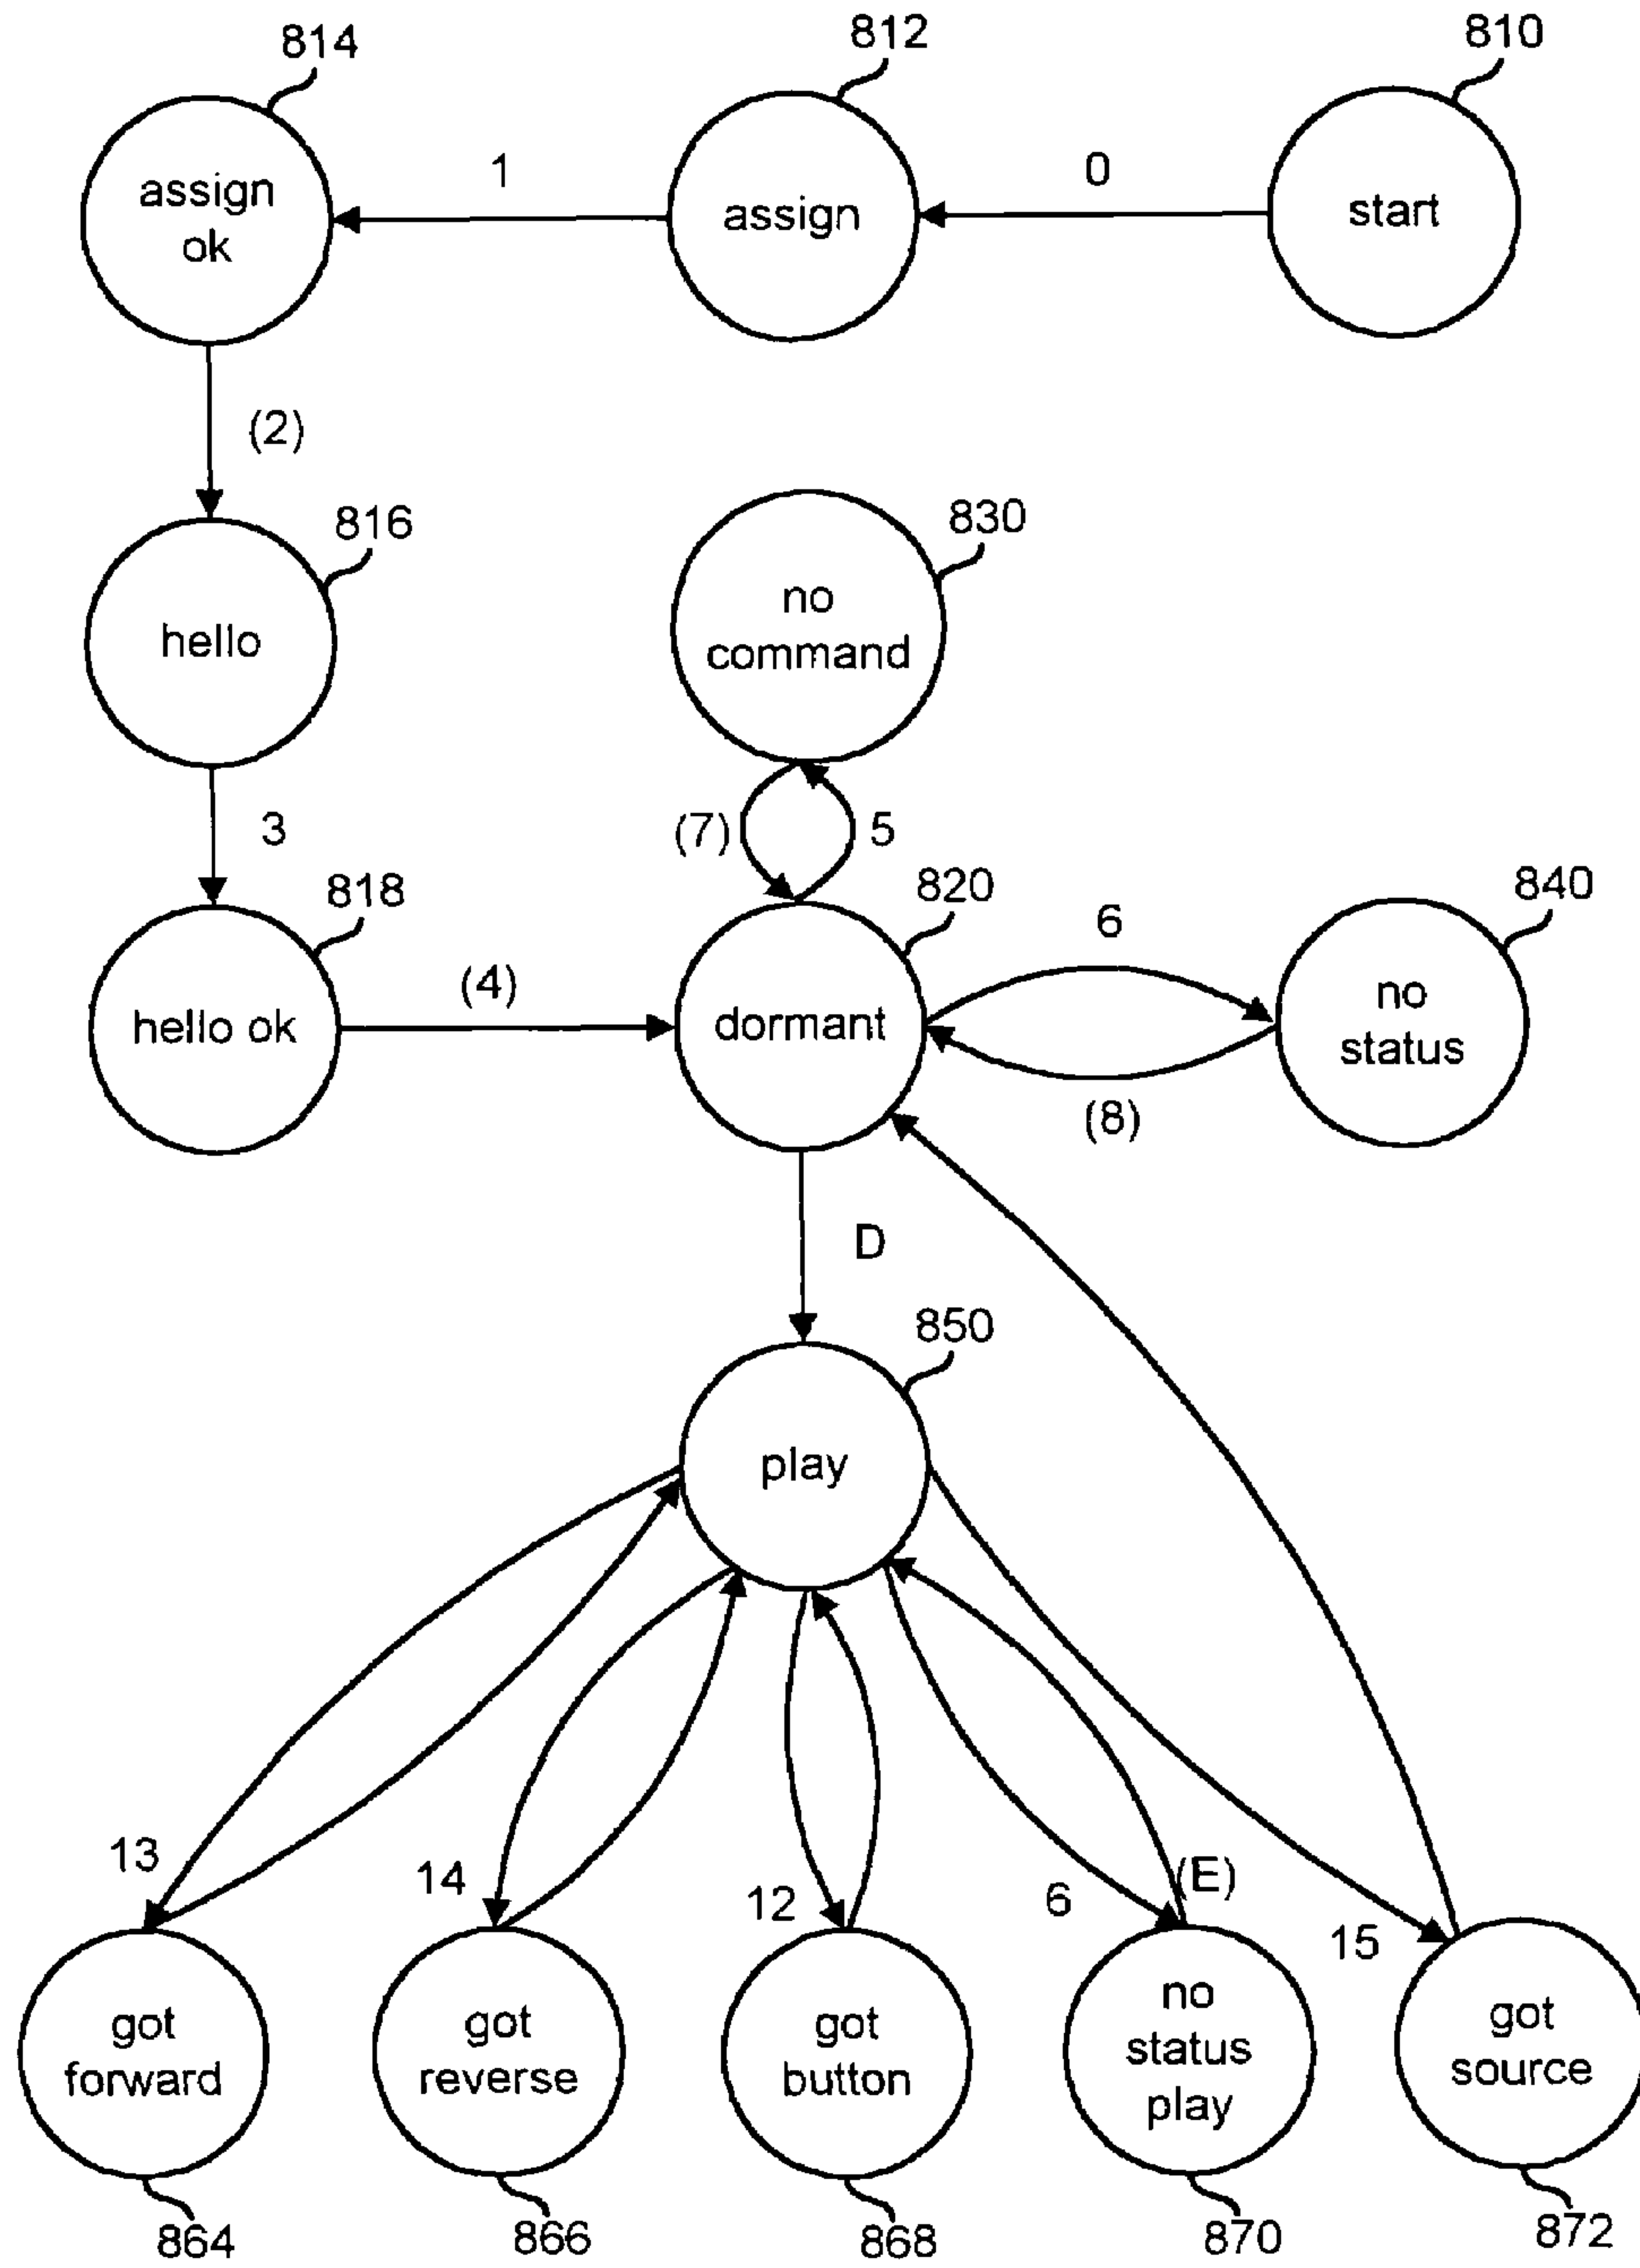 814
812
810
assign
ok
1
assign
0
start
(2)
816
830
hello
no
command
3
(7)
5
818
820
840
hello ok
(4)
dormant
6
no
status
(8)
D
850
play
13
14
12
6
(E)
15
got
forward
got
reverse
got
button
no
status
play
got
source
864
866
868
870
872